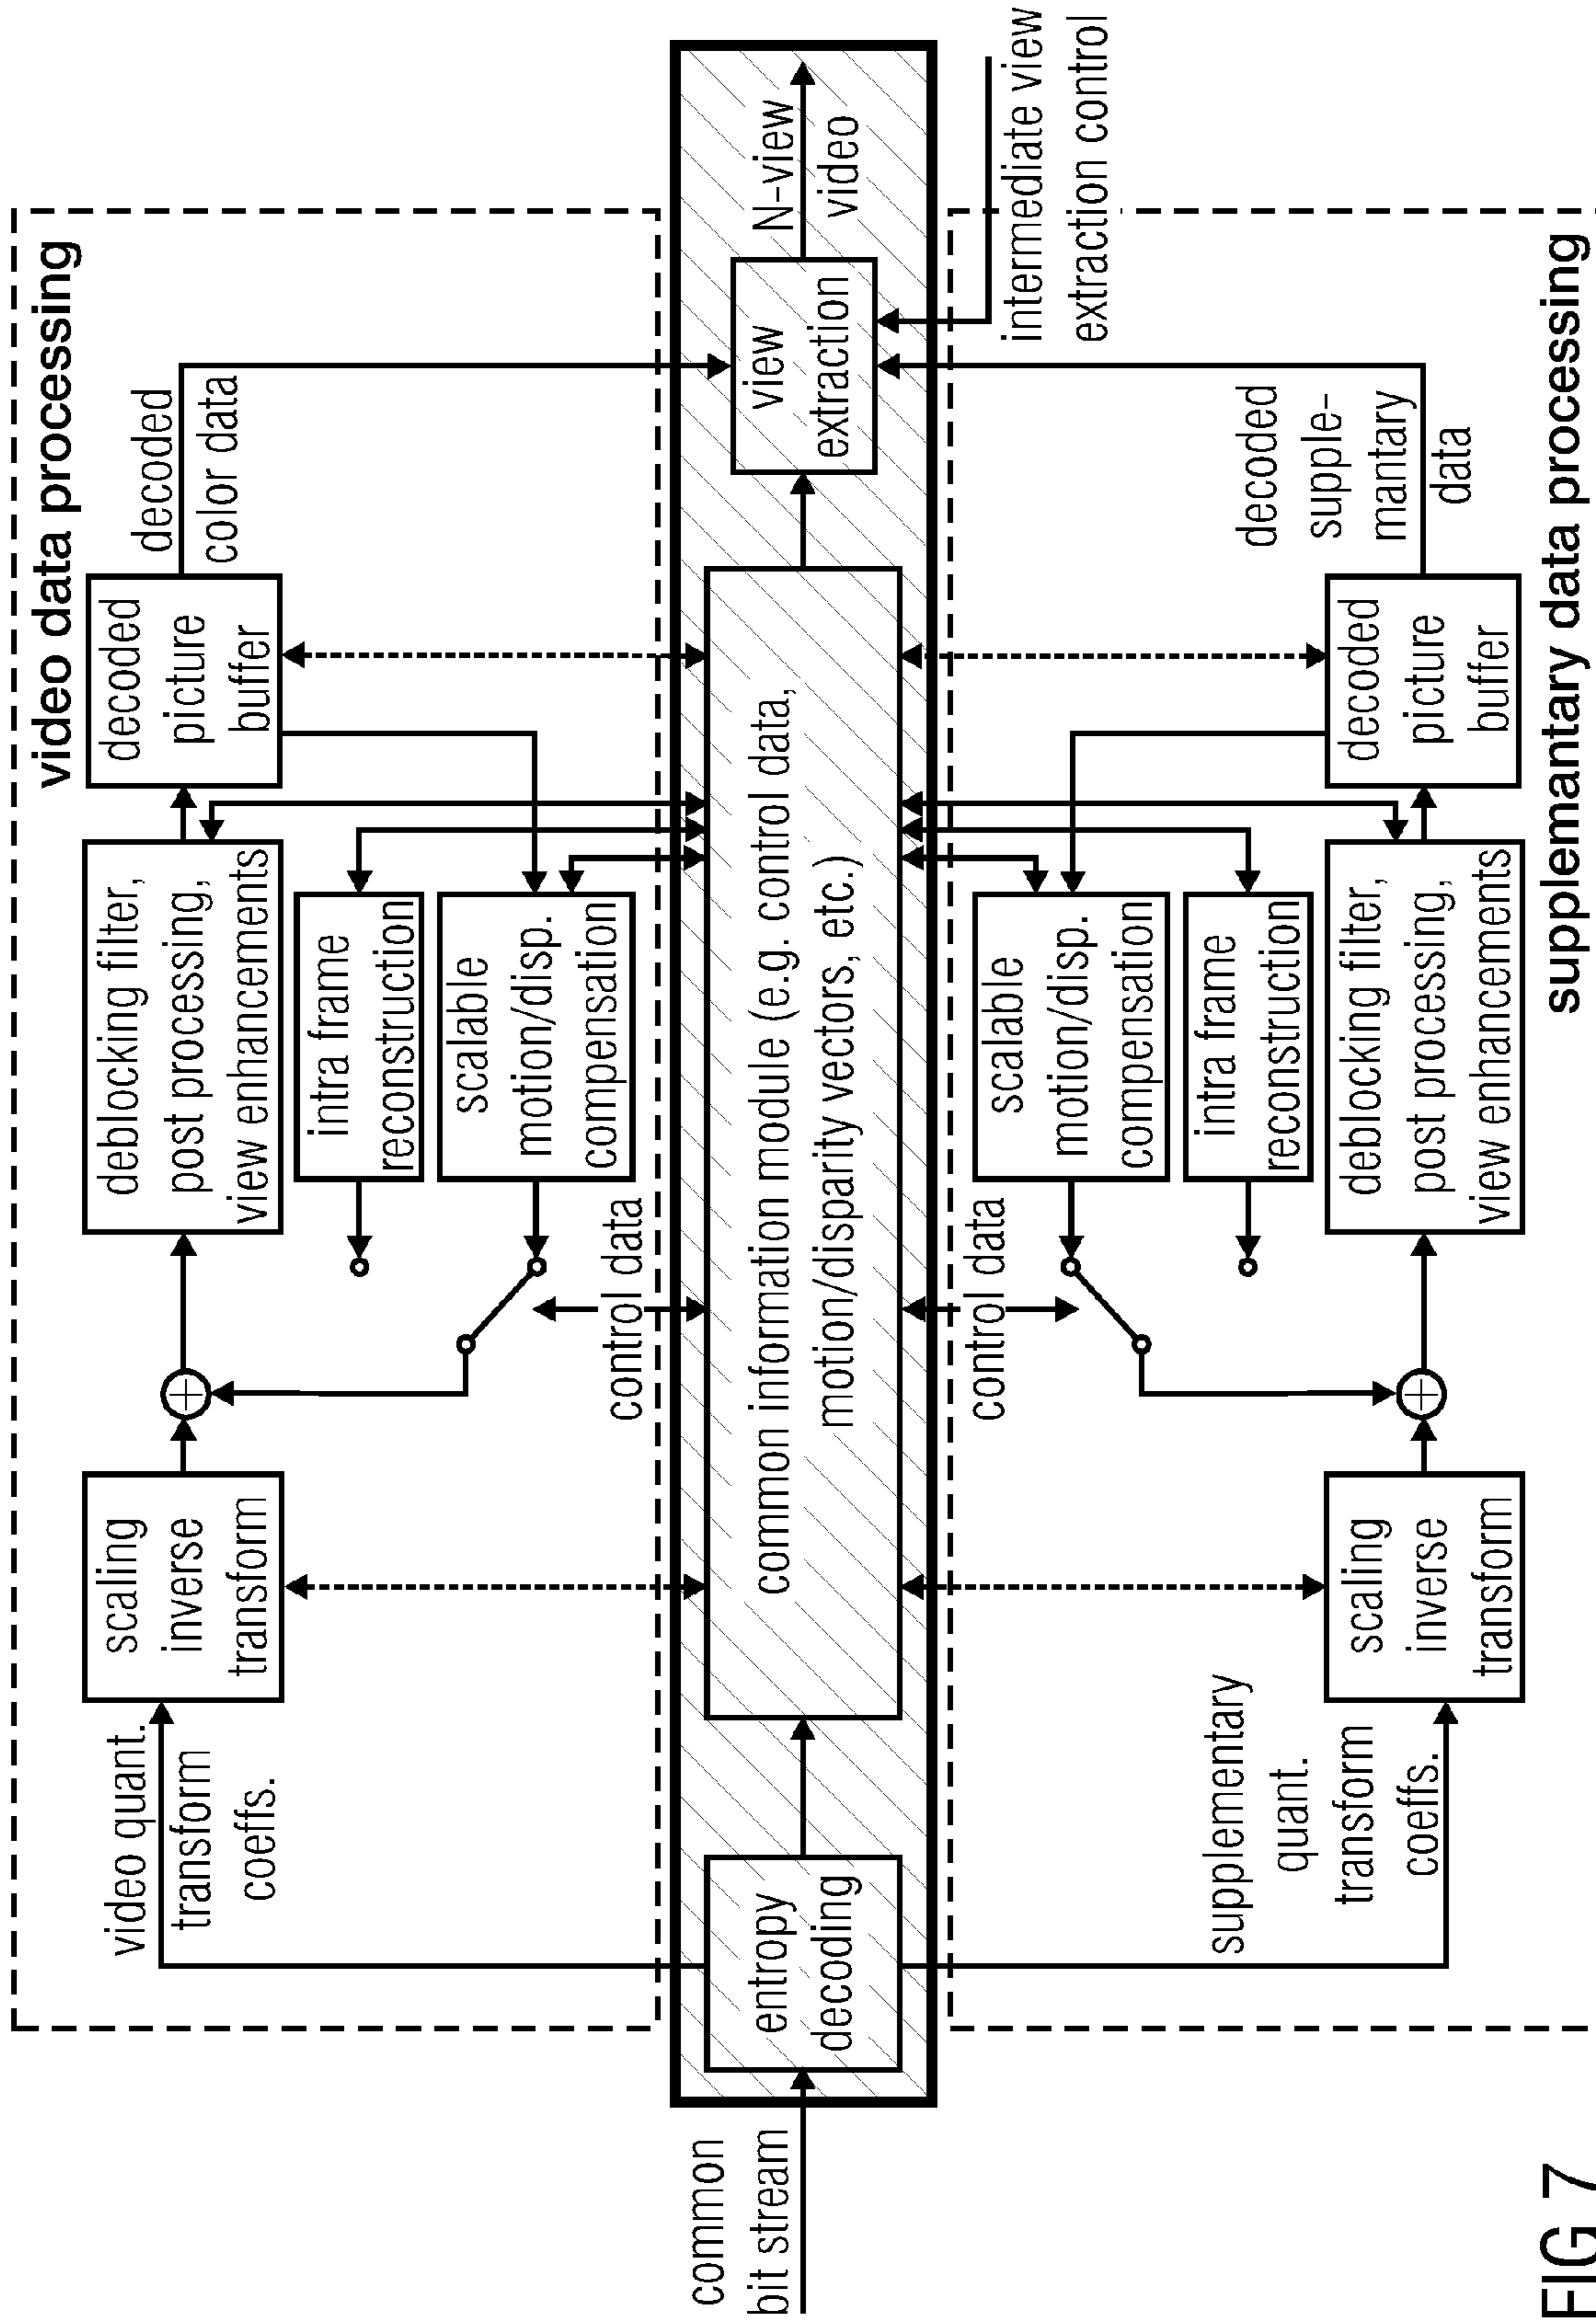 video data processing
video quant.
transform
coeffs.
scaling
inverse
transform
deblocking filter,
post processing,
view enhancements
intra frame
reconstruction
scalable
motion/disp.
compensation
decoded
picture
buffer
decoded
color data
control data
common
bit stream
entropy
decoding
common information module (e.g. control data,
motion/disparity vectors, etc.)
view
extraction
N-view
video
intermediate view
extraction control
control data
supplementary
quant.
transform
coeffs.
scaling
inverse
transform
scalable
motion/disp.
compensation
intra frame
reconstruction
deblocking filter,
post processing,
view enhancements
decoded
picture
buffer
decoded
supple-
mantary
data
supplemantary data processing
FIG 7